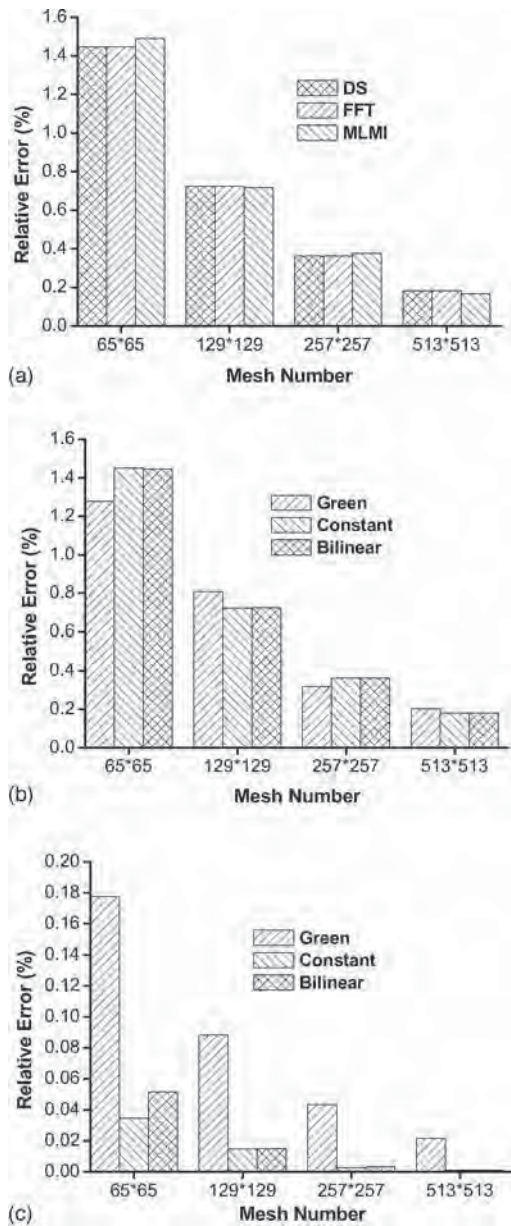 1.6
1.4
1.2
1.0
0.8
0.6
0.4
0.2
0.0
Relative Error (%)
DS
FFT
MLMI
65*65 129*129 257*257 513*513
Mesh Number
(a)
1.6
1.4
1.2
1.0
0.8
0.6
0.4
0.2
0.0
Relative Error (%)
Green
Constant
Bilinear
65*65 129*129 257*257 513*513
Mesh Number
(b)
0.20
0.18
0.16
0.14
0.12
0.10
0.08
0.06
0.04
0.02
0.00
Relative Error (%)
Green
Constant
Bilinear
65*65 129*129 257*257 513*513
Mesh Number
(c)